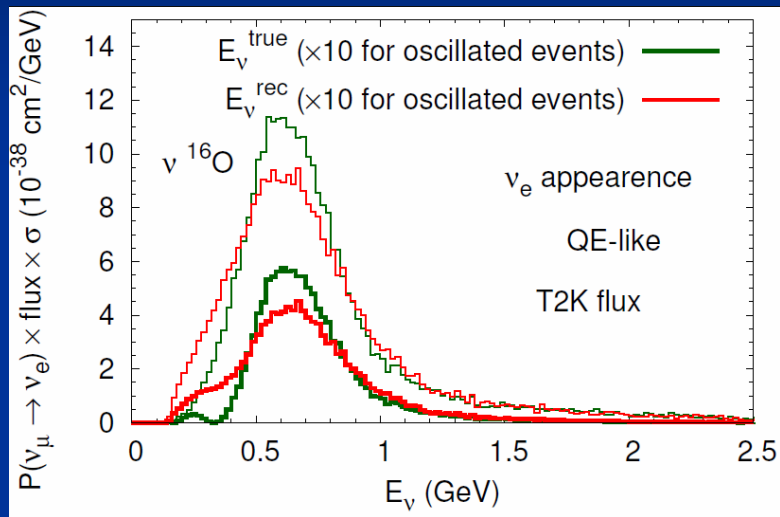 E_ν^true (×10 for oscillated events)
E_ν^rec (×10 for oscillated events)
ν ¹⁶O
ν_e appearence
QE-like
T2K flux
P(ν_μ → ν_e) × flux × σ (10⁻³⁸ cm²/GeV)
14
12
10
8
6
4
2
0
0 0.5 1 1.5 2 2.5
E_ν (GeV)